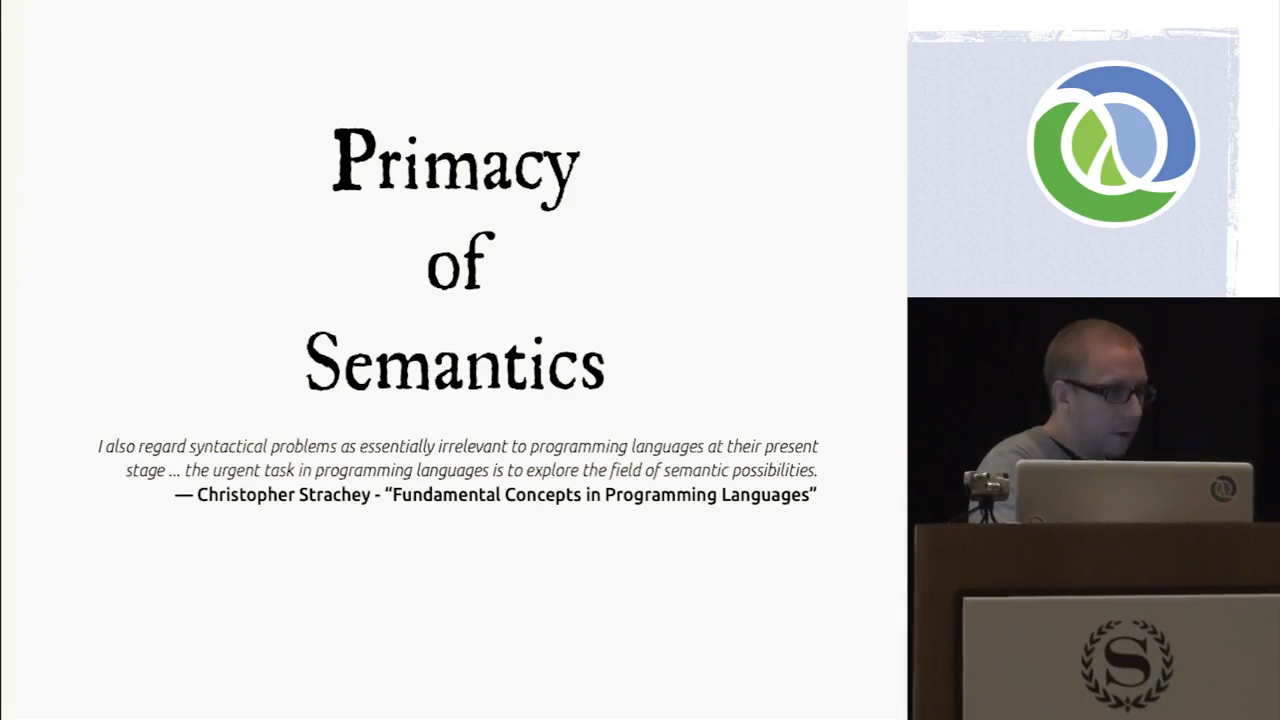 Primacy
of
Semantics
I also regard syntactical problems as essentially irrelevant to programming languages at their present
stage ... the urgent task in programming languages is to explore the field of semantic possibilities.
— Christopher Strachey - “Fundamental Concepts in Programming Languages”
S